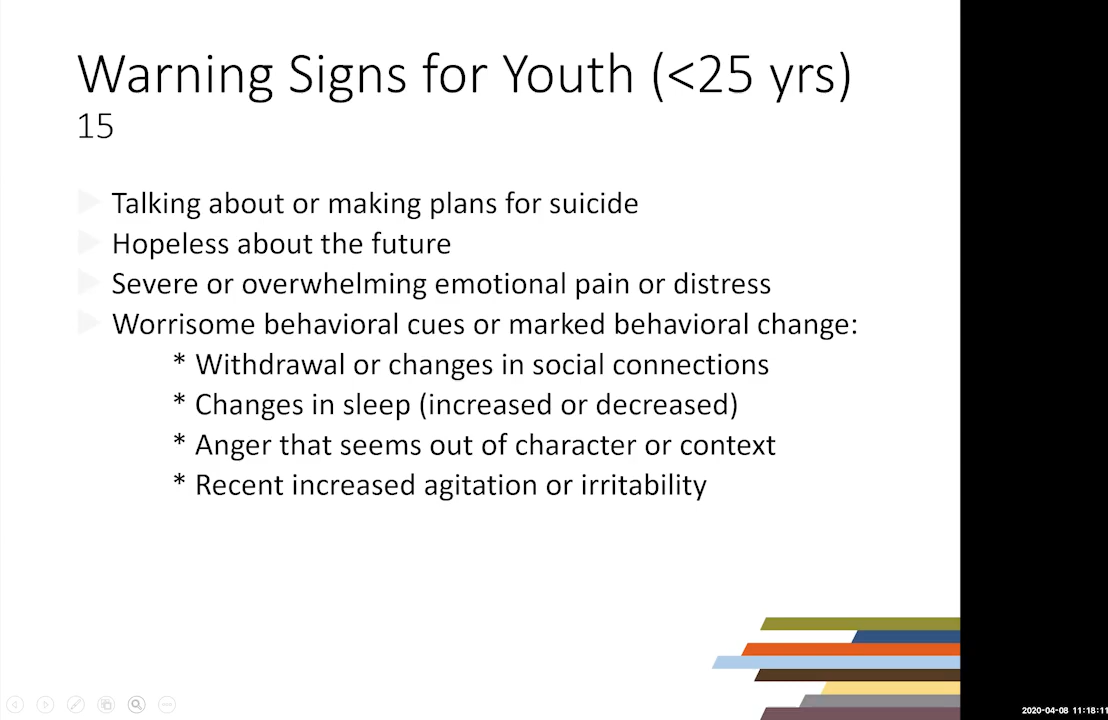 Warning Signs for Youth (<25 yrs)
15
Talking about or making plans for suicide
Hopeless about the future
Severe or overwhelming emotional pain or distress
Worrisome behavioral cues or marked behavioral change:
* Withdrawal or changes in social connections
* Changes in sleep (increased or decreased)
* Anger that seems out of character or context
* Recent increased agitation or irritability
2020-04-08 11:18:11